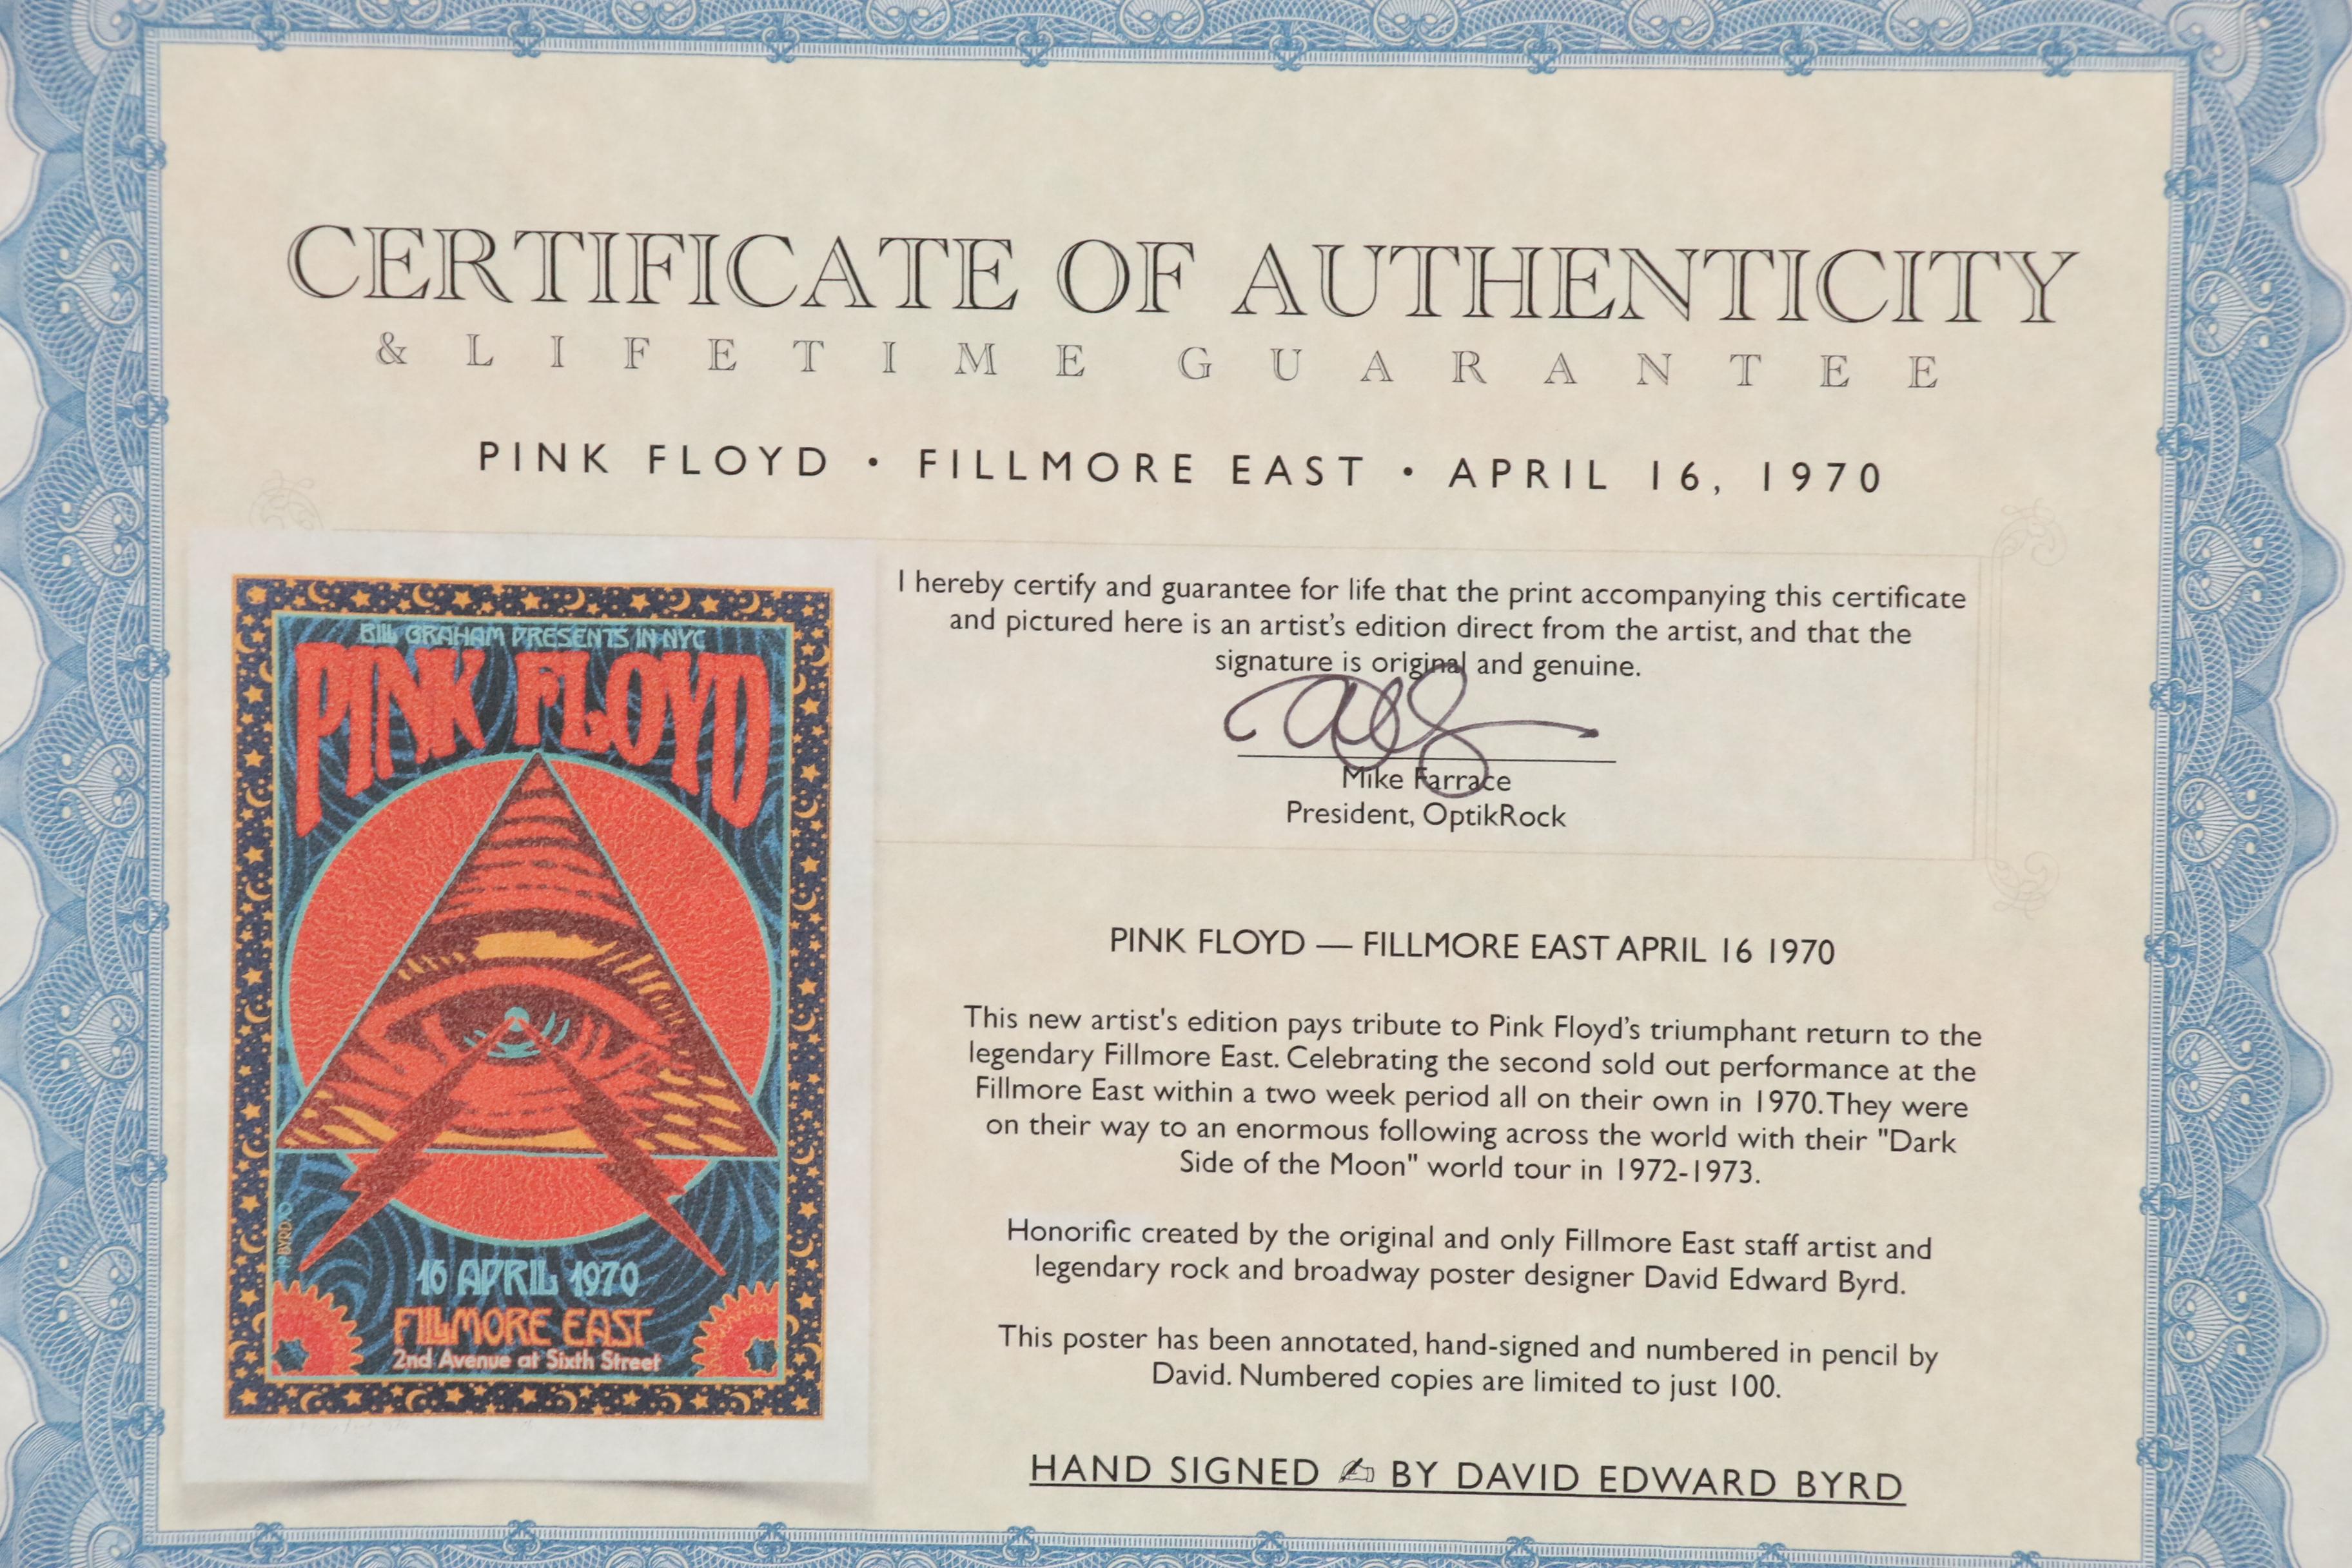 CERTIFICATE OF AUTHENTICITY
& LIFETIME GUARANTEE
PINK FLOYD • FILLMORE EAST • APRIL 16, 1970
BILL GRAHAM PRESENTS IN NYC
PINK FLOYD
16 APRIL 1970
FILLMORE EAST
2nd Avenue at Sixth Street
I hereby certify and guarantee for life that the print accompanying this certificate
and pictured here is an artist's edition direct from the artist, and that the
signature is original and genuine.
Mike Farrace
President, OptikRock
PINK FLOYD — FILLMORE EAST APRIL 16 1970
This new artist's edition pays tribute to Pink Floyd's triumphant return to the
legendary Fillmore East. Celebrating the second sold out performance at the
Fillmore East within a two week period all on their own in 1970. They were
on their way to an enormous following across the world with their "Dark
Side of the Moon" world tour in 1972-1973.
Honorific created by the original and only Fillmore East staff artist and
legendary rock and broadway poster designer David Edward Byrd.
This poster has been annotated, hand-signed and numbered in pencil by
David. Numbered copies are limited to just 100.
HAND SIGNED ✍ BY DAVID EDWARD BYRD